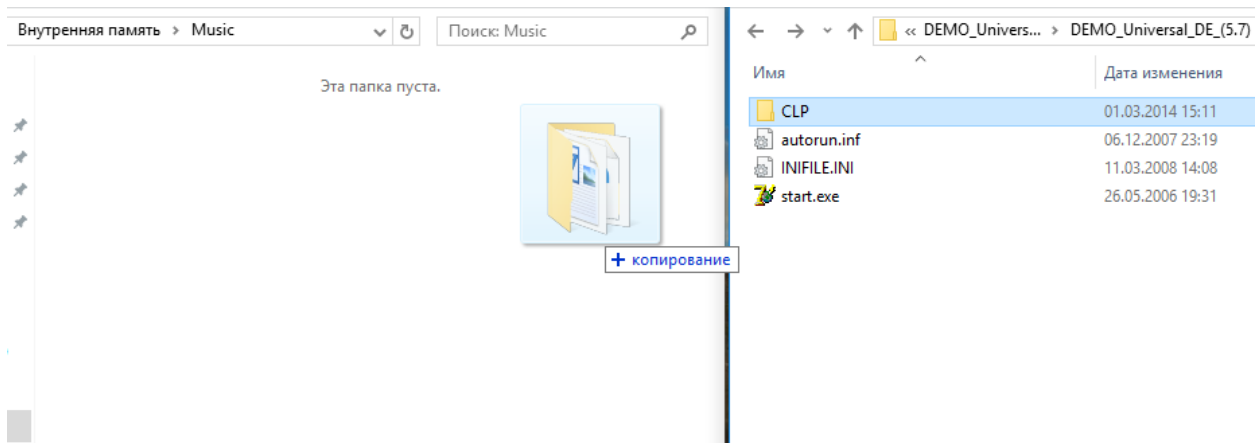 Внутренняя память > Music
Поиск: Music
Эта папка пуста.
+ копирование
« DEMO_Univers... > DEMO_Universal_DE_(5.7)
Имя Дата изменения
CLP 01.03.2014 15:11
autorun.inf 06.12.2007 23:19
INIFILE.INI 11.03.2008 14:08
start.exe 26.05.2006 19:31